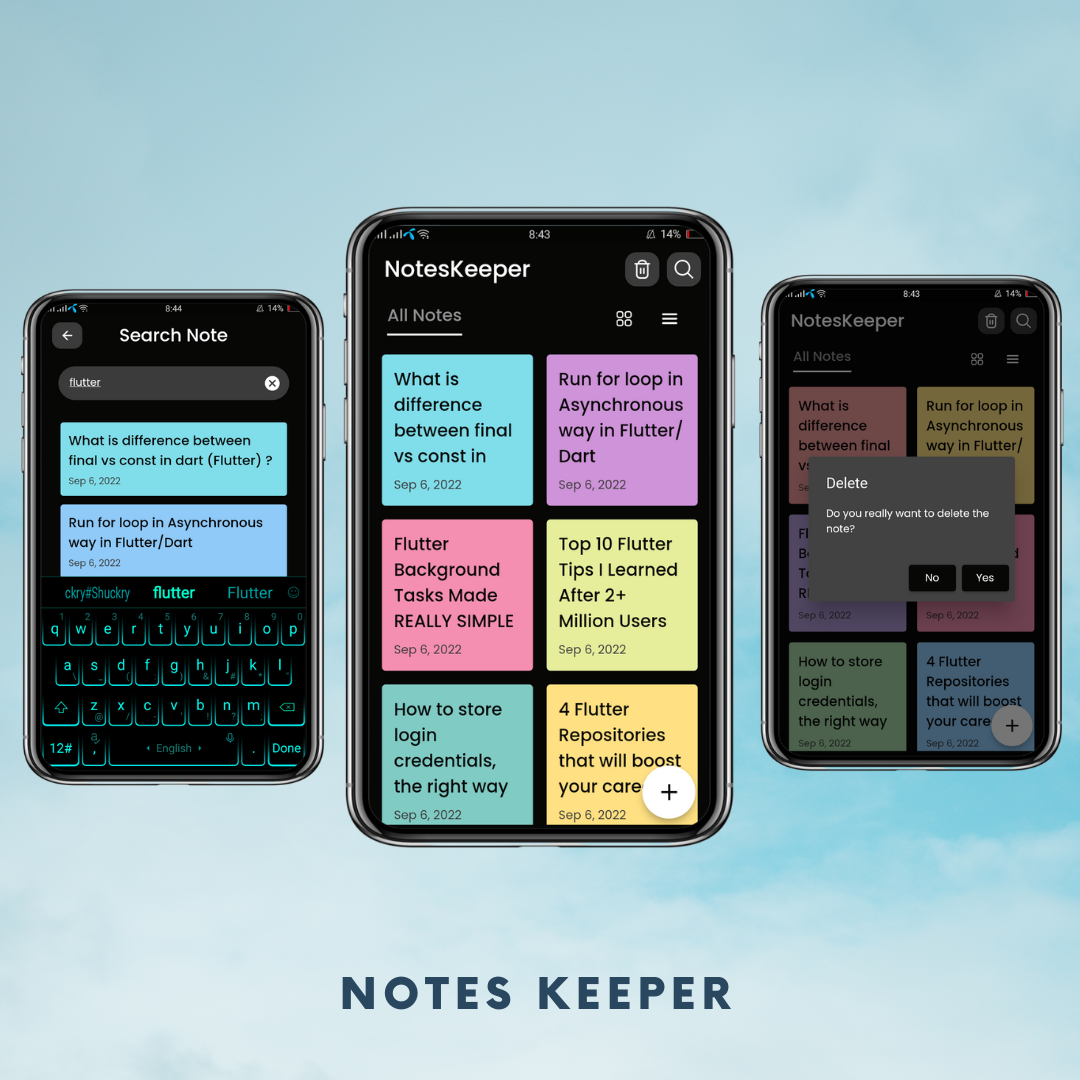 8:44
14%
Search Note
flutter
What is difference between
final vs const in dart (Flutter) ?
Sep 6, 2022
Run for loop in Asynchronous
way in Flutter/Dart
Sep 6, 2022
ckry#Shuckry flutter Flutter
1 2 3 4 5 6 7 8 9 0
q w e r t y u i o p
a s d f g h j k l
z x c v b n m
@ / - ! ?
12# , English . Done
8:43
14%
NotesKeeper
All Notes
What is
difference
between final
vs const in
Sep 6, 2022
Run for loop in
Asynchronous
way in Flutter/
Dart
Sep 6, 2022
Flutter
Background
Tasks Made
REALLY SIMPLE
Sep 6, 2022
Top 10 Flutter
Tips I Learned
After 2+
Million Users
Sep 6, 2022
How to store
login
credentials,
the right way
Sep 6, 2022
4 Flutter
Repositories
that will boost
your care
Sep 6, 2022
8:43
14%
NotesKeeper
All Notes
What is
difference
between final
Run for loop in
Asynchronous
way in Flutter/
Delete
Do you really want to delete the
note?
No Yes
Sep 6, 2022
Sep 6, 2022
How to store
login
credentials,
the right way
Sep 6, 2022
4 Flutter
Repositories
that will boost
your care
Sep 6, 2022
NOTES KEEPER